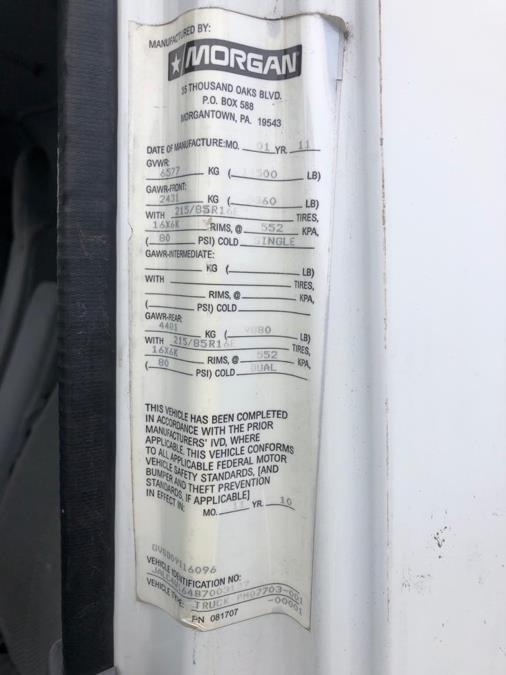 MANUFACTURED BY:
MORGAN
THOUSAND OAKS BLVD.
P.O. BOX 588
MORGANTOWN, PA. 19543
DATE OF MANUFACTURE: MO. 01 YR. 11
GVWR:
6577 KG ( LB)
GAWR-FRONT:
2431 KG ( LB)
WITH 215/85R16E TIRES,
16X6K RIMS, @ 552 KPA,
( 80 PSI) COLD SINGLE
GAWR-INTERMEDIATE:
KG ( LB)
WITH TIRES,
RIMS, @ KPA,
( PSI) COLD
GAWR-REAR:
KG ( LB)
WITH 215/85R16E TIRES,
16X6K RIMS, @ 552 KPA,
( 80 PSI) COLD DUAL
THIS VEHICLE HAS BEEN COMPLETED
IN ACCORDANCE WITH THE PRIOR
MANUFACTURERS' IVD, WHERE
APPLICABLE. THIS VEHICLE CONFORMS
TO ALL APPLICABLE FEDERAL MOTOR
VEHICLE SAFETY STANDARDS, [AND
BUMPER AND THEFT PREVENTION
STANDARDS, IF APPLICABLE]
IN EFFECT IN:
MO. 11 YR. 10
VEHICLE IDENTIFICATION NO:
VEHICLE TYPE: TRUCK PM07703-001
-00001
P/N 081707